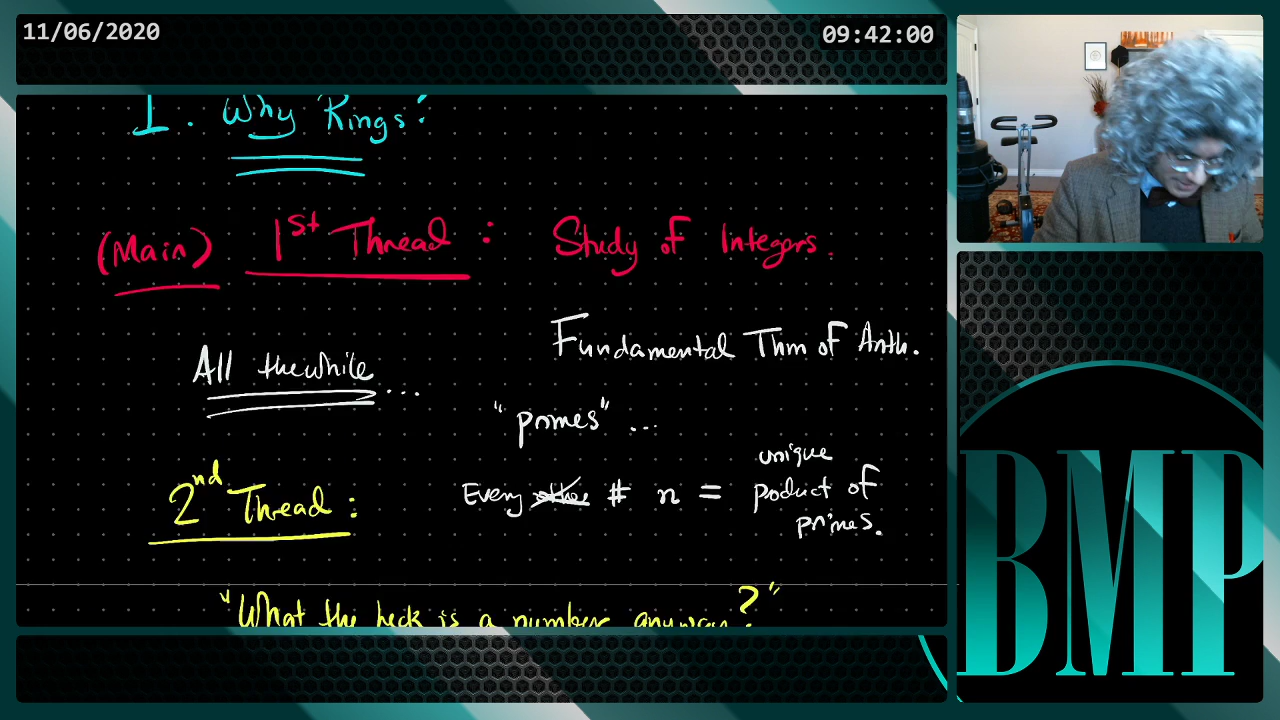 11/06/2020
09:42:00
I. Why Rings?
(Main) 1st Thread : Study of Integers.
Fundamental Thm of Arith.
All the while ...
"primes" ...
unique
2nd Thread : Every # n = product of
primes.
"What the heck is a number anyway?"
BMP